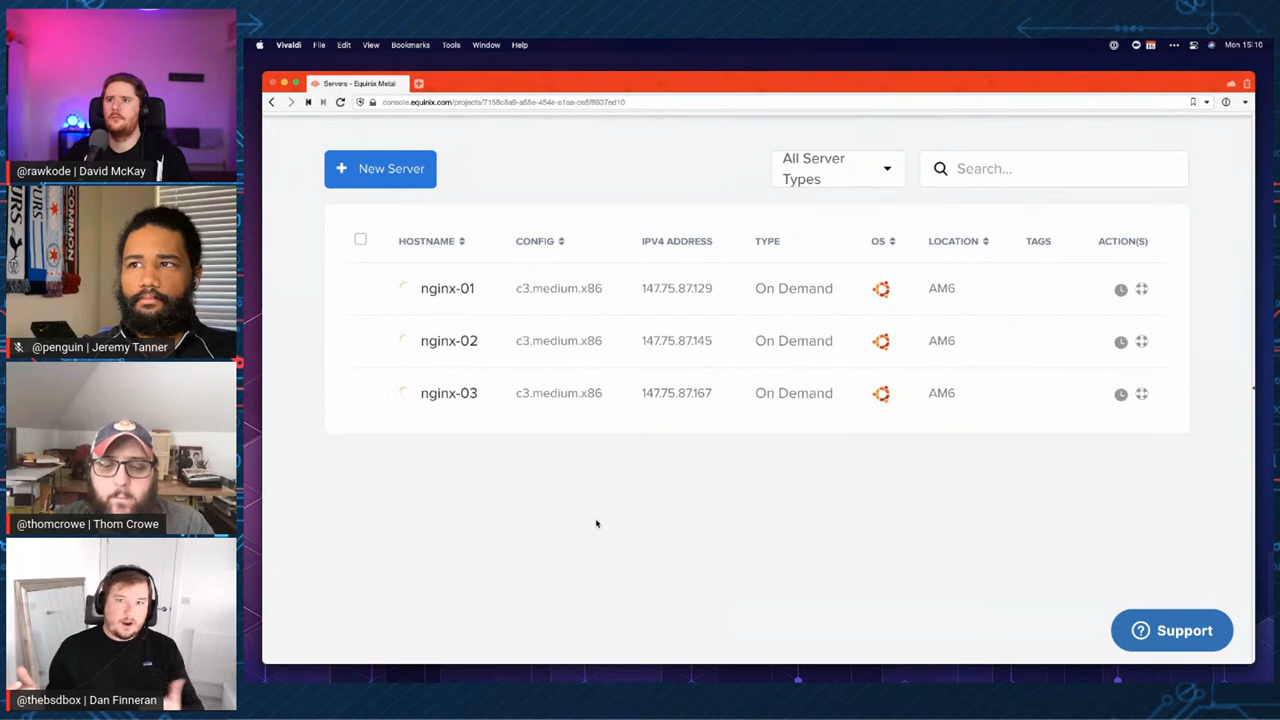 Vivaldi File Edit View Bookmarks Tools Window Help
Mon 15:10
Servers - Equinix Metal
New Server
All Server
Types
Search...
HOSTNAME CONFIG IPV4 ADDRESS TYPE OS LOCATION TAGS ACTION(S)
nginx-01 c3.medium.x86 147.75.87.129 On Demand AM6
nginx-02 c3.medium.x86 147.75.87.145 On Demand AM6
nginx-03 c3.medium.x86 147.75.87.167 On Demand AM6
Support
@rawkode | David McKay
COMMON
@penguin | Jeremy Tanner
@thomcrowe | Thom Crowe
@thebsdbox | Dan Finneran